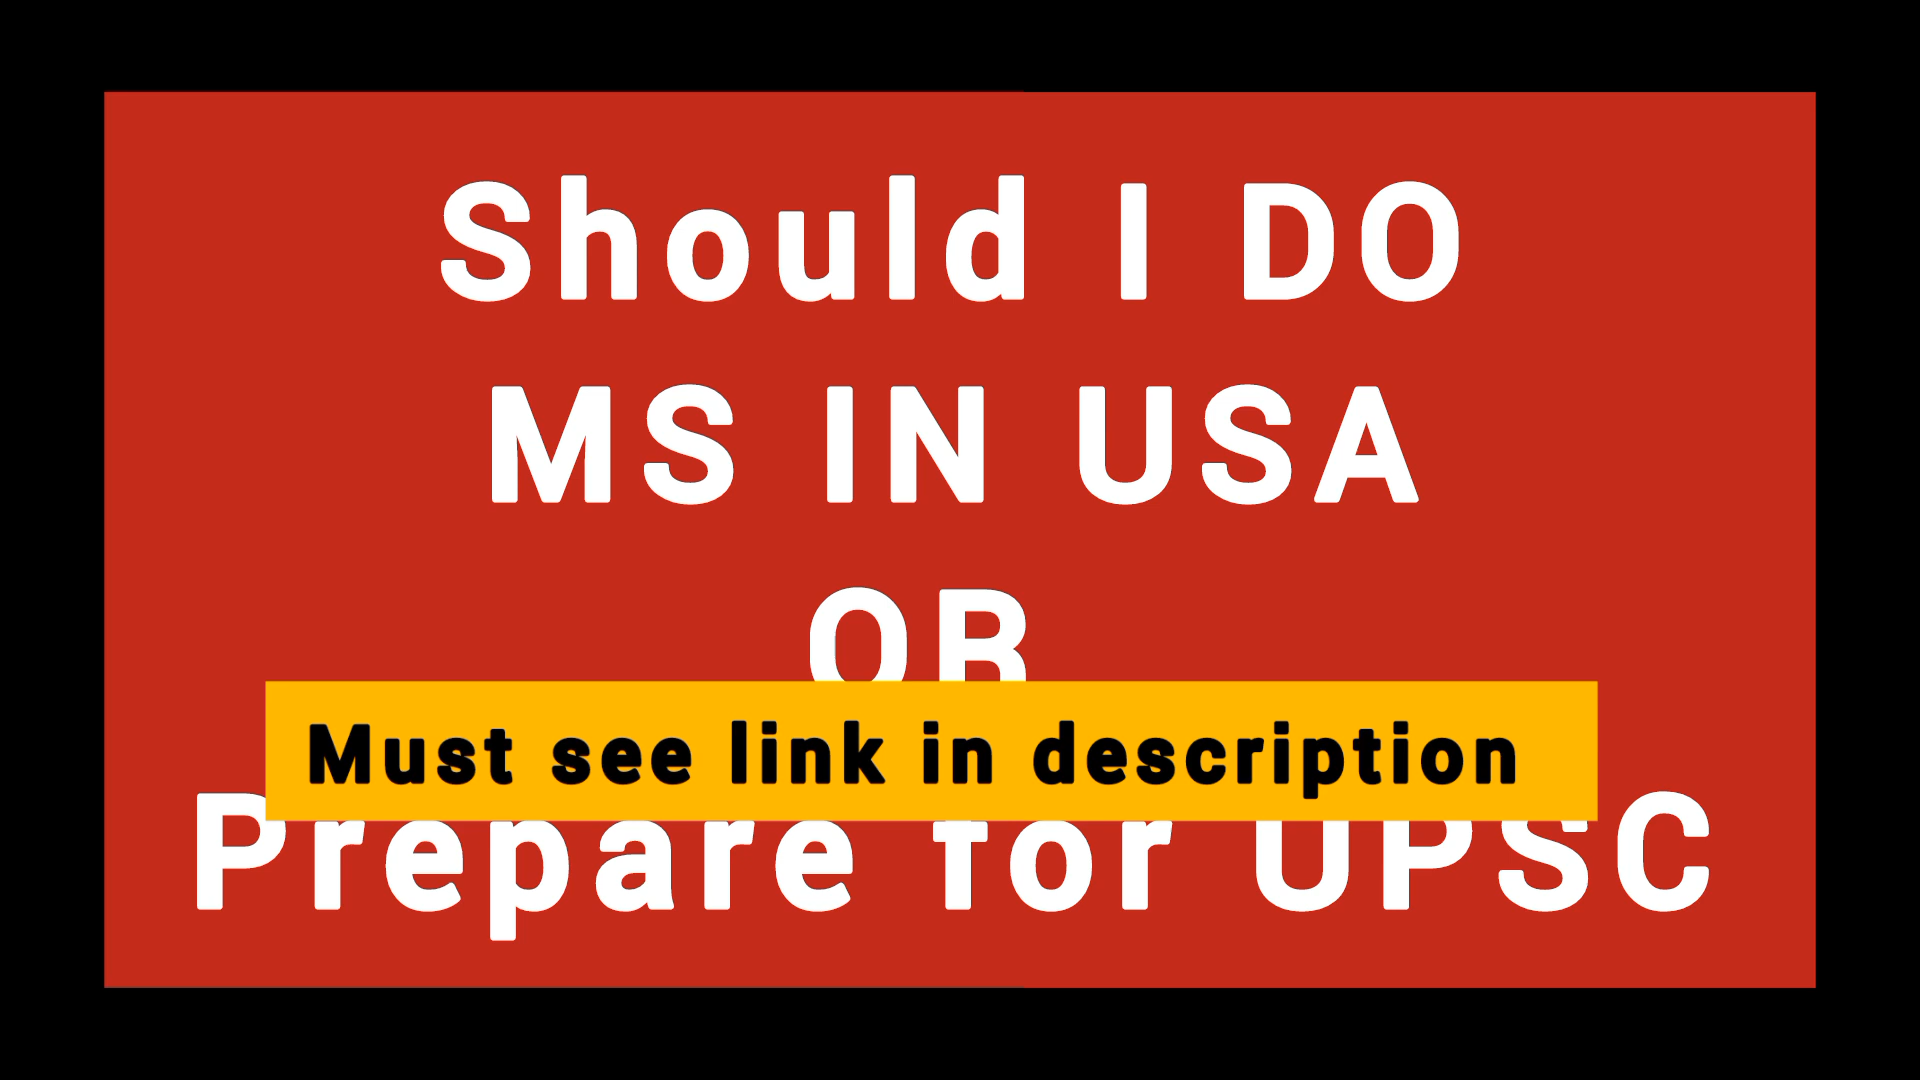 Should I DO
MS IN USA
OR
Must see link in description
Prepare for UPSC